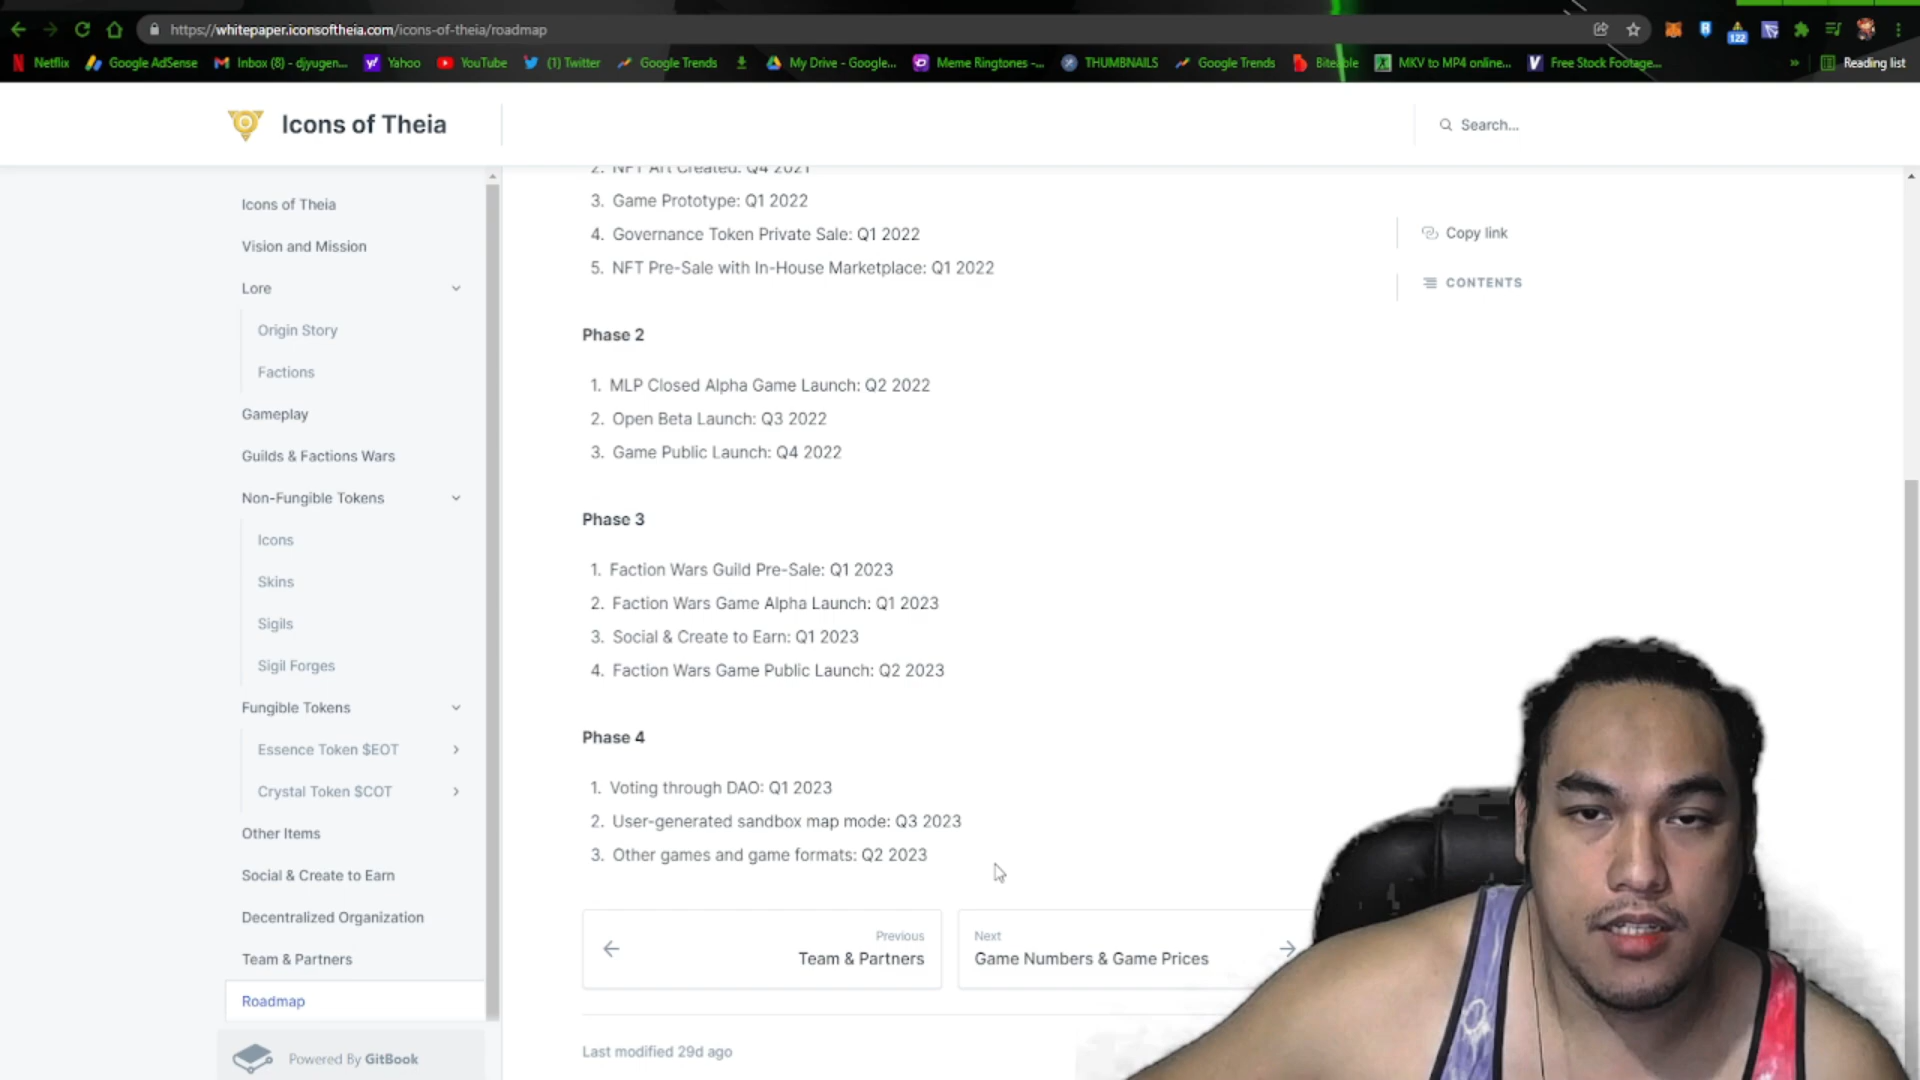 https://whitepaper.iconsoftheia.com/icons-of-theia/roadmap
122
Netflix
Google AdSense
Inbox (8) - djyugen...
Yahoo
YouTube
(1) Twitter
Google Trends
My Drive - Google...
Meme Ringtones -...
THUMBNAILS
Google Trends
Biteable
MKV to MP4 online...
Free Stock Footage...
Reading list
Icons of Theia
Search...
Icons of Theia
Vision and Mission
Lore
Origin Story
Factions
Gameplay
Guilds & Factions Wars
Non-Fungible Tokens
Icons
Skins
Sigils
Sigil Forges
Fungible Tokens
Essence Token $EOT
Crystal Token $COT
Other Items
Social & Create to Earn
Decentralized Organization
Team & Partners
Roadmap
Powered By GitBook
2. NFT Art Created: Q4 2021
3. Game Prototype: Q1 2022
4. Governance Token Private Sale: Q1 2022
5. NFT Pre-Sale with In-House Marketplace: Q1 2022
Phase 2
1. MLP Closed Alpha Game Launch: Q2 2022
2. Open Beta Launch: Q3 2022
3. Game Public Launch: Q4 2022
Phase 3
1. Faction Wars Guild Pre-Sale: Q1 2023
2. Faction Wars Game Alpha Launch: Q1 2023
3. Social & Create to Earn: Q1 2023
4. Faction Wars Game Public Launch: Q2 2023
Phase 4
1. Voting through DAO: Q1 2023
2. User-generated sandbox map mode: Q3 2023
3. Other games and game formats: Q2 2023
Previous
Team & Partners
Next
Game Numbers & Game Prices
Last modified 29d ago
Copy link
CONTENTS